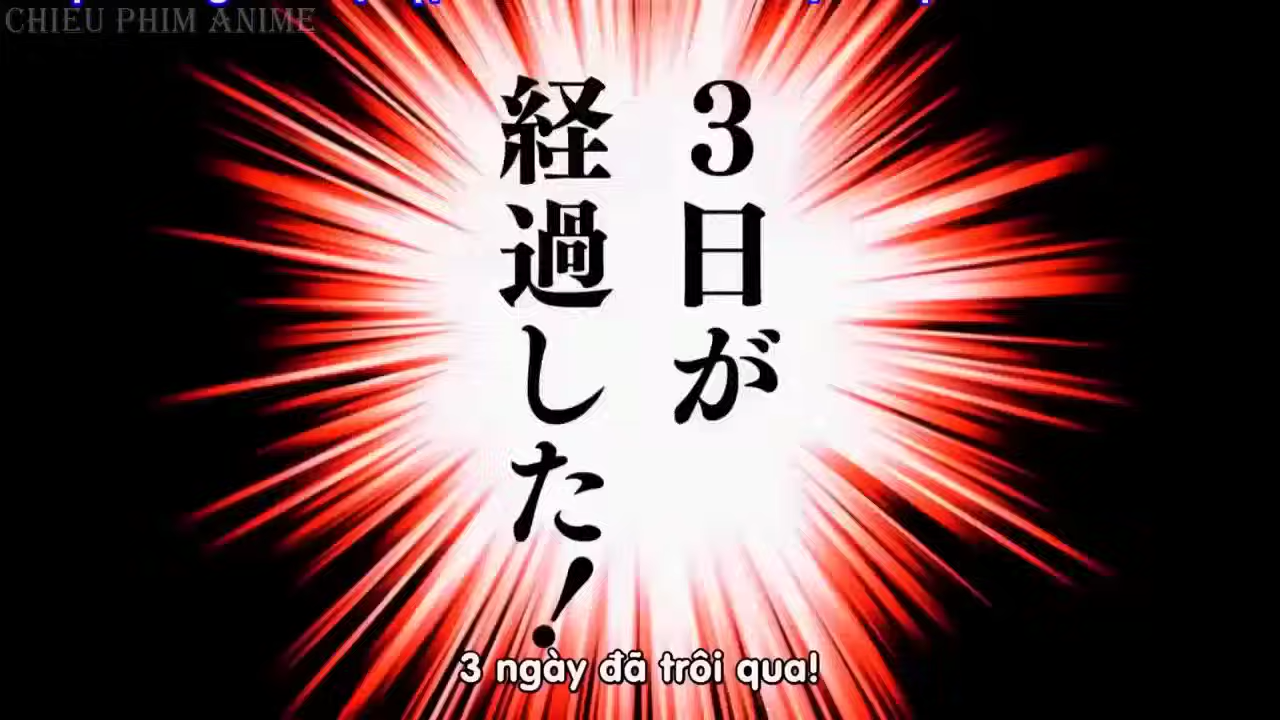 CHIEU PHIM ANIME
3日が
経過した!
3 ngày đã trôi qua!